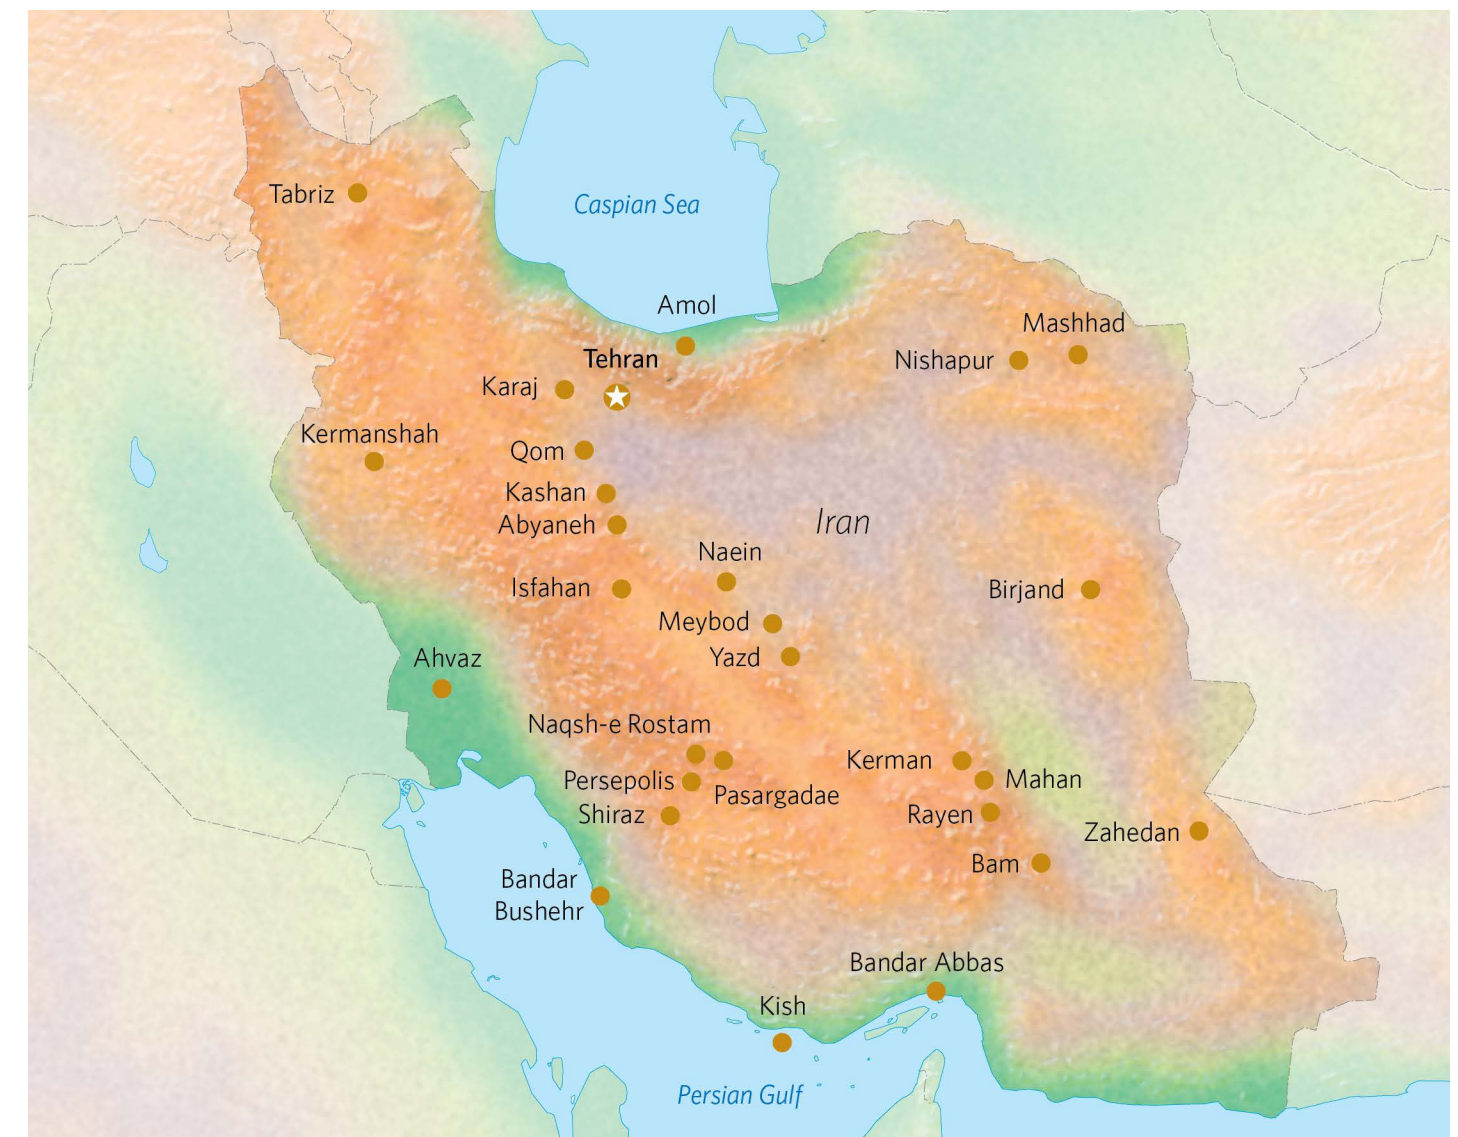 Caspian Sea
Tabriz
Amol
Mashhad
Tehran
Nishapur
Karaj
Kermanshah
Qom
Kashan
Iran
Abyaneh
Naein
Isfahan
Birjand
Meybod
Yazd
Ahvaz
Naqsh-e Rostam
Kerman
Persepolis
Mahan
Pasargadae
Shiraz
Rayen
Zahedan
Bam
Bandar
Bushehr
Bandar Abbas
Kish
Persian Gulf